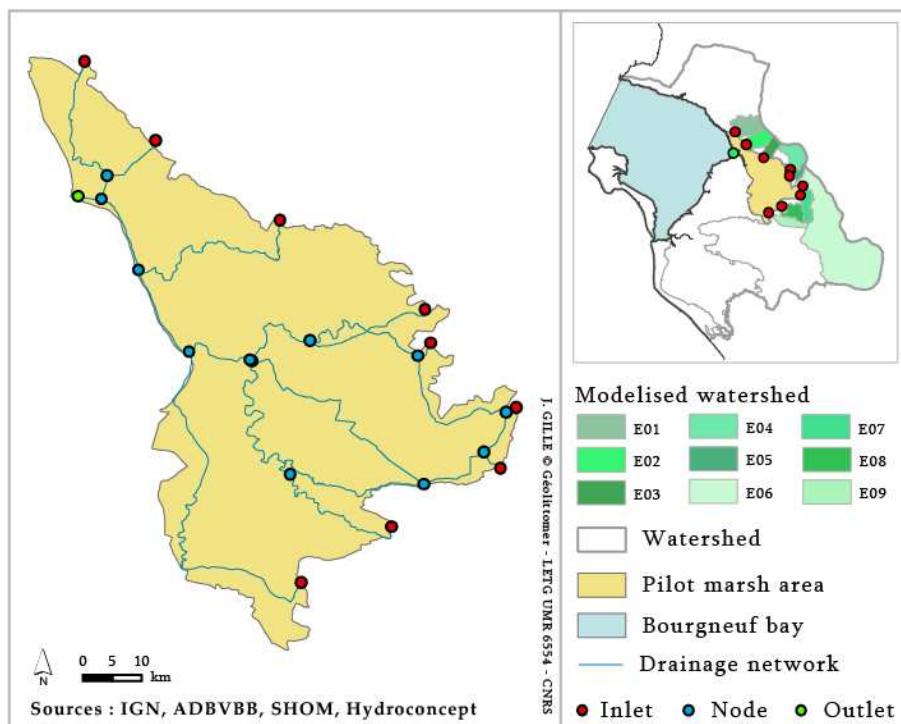 N
0 5 10
km
Sources : IGN, ADBVBB, SHOM, Hydroconcept
J. GILLE © Géolittomer - LETG UMR 6554 - CNRS
Modelised watershed
E01 E04 E07
E02 E05 E08
E03 E06 E09
Watershed
Pilot marsh area
Bourgneuf bay
Drainage network
Inlet Node Outlet